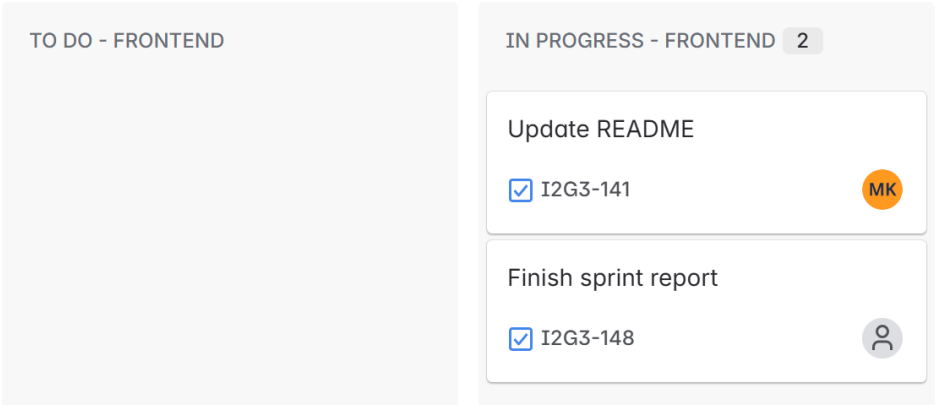 TO DO - FRONTEND
IN PROGRESS - FRONTEND 2
Update README
I2G3-141 MK
Finish sprint report
I2G3-148